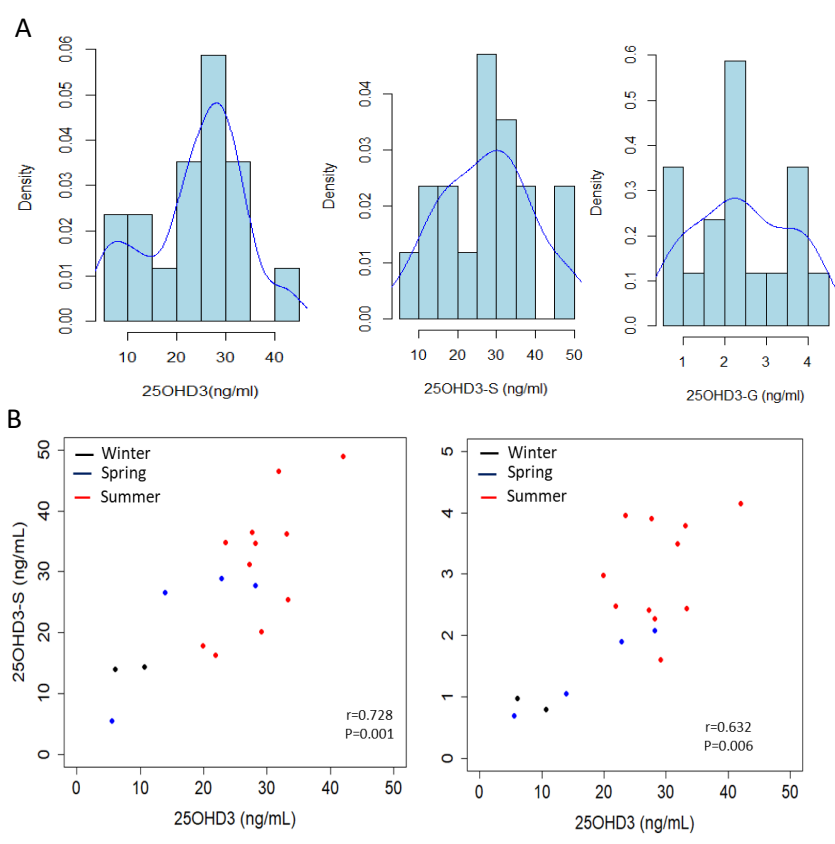 A
Density
0.00 0.01 0.02 0.03 0.04 0.05 0.06
10 20 30 40
25OHD3(ng/ml)
Density
0.00 0.01 0.02 0.03 0.04
10 20 30 40 50
25OHD3-S (ng/ml)
Density
0.0 0.1 0.2 0.3 0.4 0.5 0.6
1 2 3 4
25OHD3-G (ng/ml)
B
Winter
Spring
Summer
25OHD3-S (ng/mL)
0 10 20 30 40 50
r=0.728
P=0.001
0 10 20 30 40 50
25OHD3 (ng/mL)
Winter
Spring
Summer
0 1 2 3 4 5
r=0.632
P=0.006
0 10 20 30 40 50
25OHD3 (ng/mL)